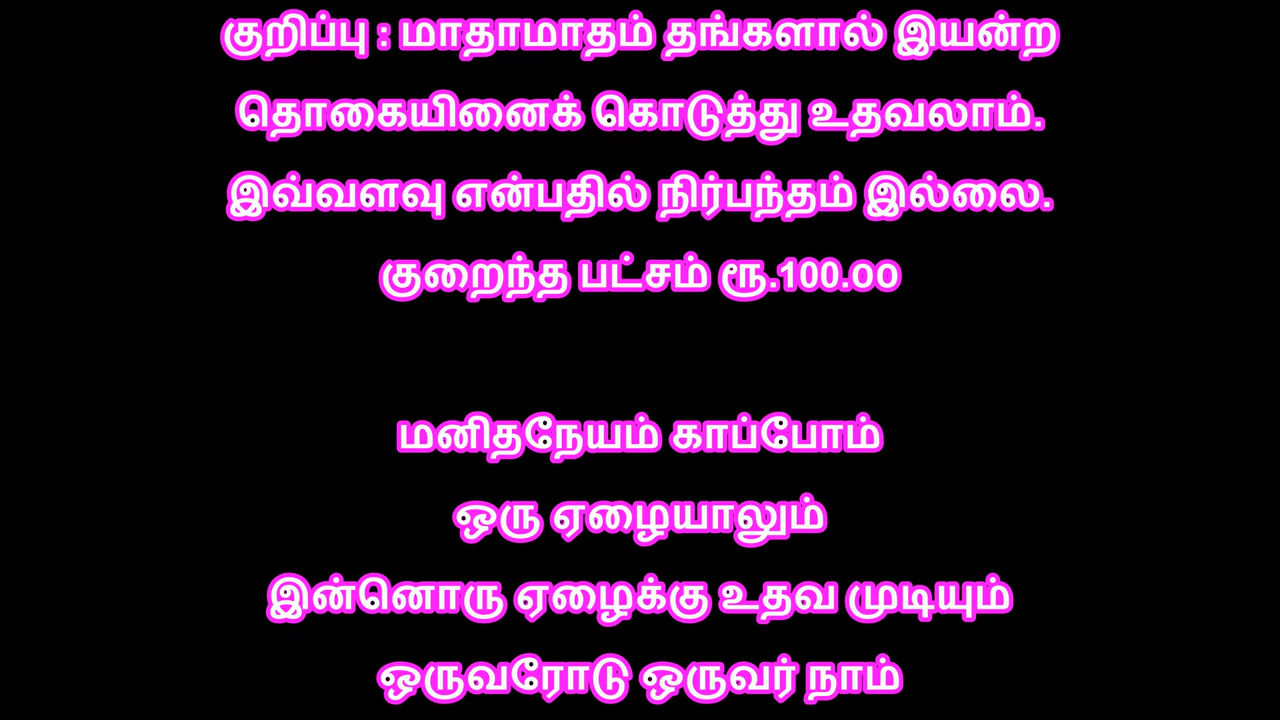 குறிப்பு : மாதாமாதம் தங்களால் இயன்ற
தொகையினைக் கொடுத்து உதவலாம்.
இவ்வளவு என்பதில் நிர்பந்தம் இல்லை.
குறைந்த பட்சம் ரூ.100.00
மனிதநேயம் காப்போம்
ஒரு ஏழையாலும்
இன்னொரு ஏழைக்கு உதவ முடியும்
ஒருவரோடு ஒருவர் நாம்